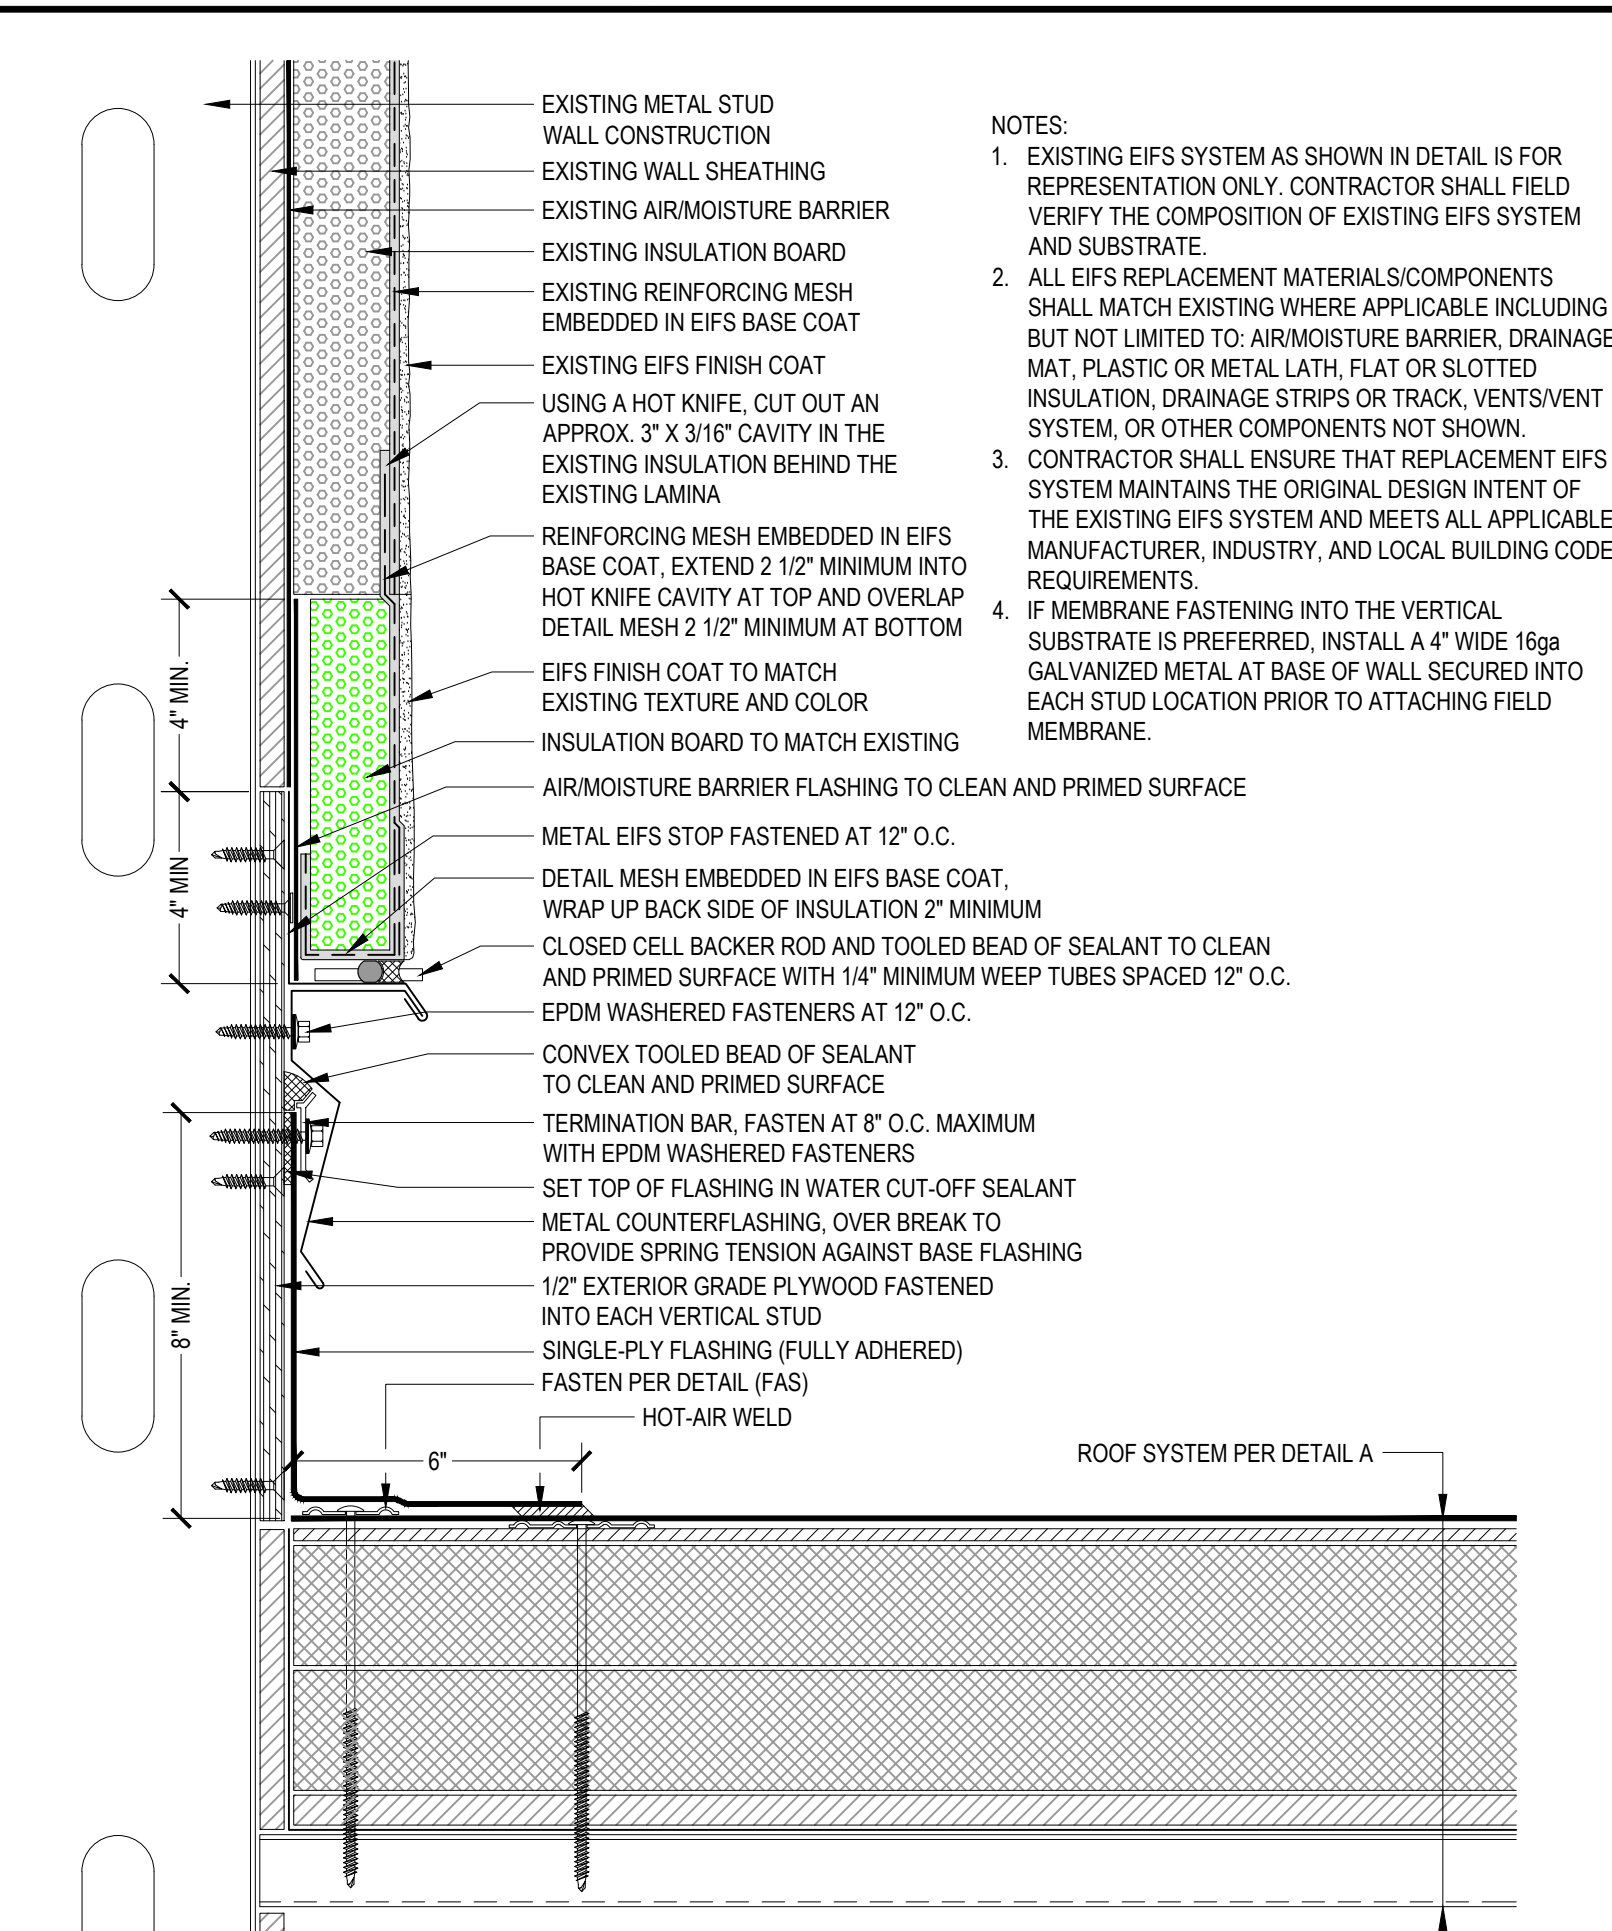 EXISTING METAL STUD
WALL CONSTRUCTION
EXISTING WALL SHEATHING
EXISTING AIR/MOISTURE BARRIER
EXISTING INSULATION BOARD
EXISTING REINFORCING MESH
EMBEDDED IN EIFS BASE COAT
EXISTING EIFS FINISH COAT
USING A HOT KNIFE, CUT OUT AN
APPROX. 3" X 3/16" CAVITY IN THE
EXISTING INSULATION BEHIND THE
EXISTING LAMINA
REINFORCING MESH EMBEDDED IN EIFS
BASE COAT, EXTEND 2 1/2" MINIMUM INTO
HOT KNIFE CAVITY AT TOP AND OVERLAP
DETAIL MESH 2 1/2" MINIMUM AT BOTTOM
EIFS FINISH COAT TO MATCH
EXISTING TEXTURE AND COLOR
INSULATION BOARD TO MATCH EXISTING
AIR/MOISTURE BARRIER FLASHING TO CLEAN AND PRIMED SURFACE
METAL EIFS STOP FASTENED AT 12" O.C.
DETAIL MESH EMBEDDED IN EIFS BASE COAT,
WRAP UP BACK SIDE OF INSULATION 2" MINIMUM
CLOSED CELL BACKER ROD AND TOOLED BEAD OF SEALANT TO CLEAN
AND PRIMED SURFACE WITH 1/4" MINIMUM WEEP TUBES SPACED 12" O.C.
EPDM WASHERED FASTENERS AT 12" O.C.
CONVEX TOOLED BEAD OF SEALANT
TO CLEAN AND PRIMED SURFACE
TERMINATION BAR, FASTEN AT 8" O.C. MAXIMUM
WITH EPDM WASHERED FASTENERS
SET TOP OF FLASHING IN WATER CUT-OFF SEALANT
METAL COUNTERFLASHING, OVER BREAK TO
PROVIDE SPRING TENSION AGAINST BASE FLASHING
1/2" EXTERIOR GRADE PLYWOOD FASTENED
INTO EACH VERTICAL STUD
SINGLE-PLY FLASHING (FULLY ADHERED)
FASTEN PER DETAIL (FAS)
HOT-AIR WELD
ROOF SYSTEM PER DETAIL A
NOTES:
1. EXISTING EIFS SYSTEM AS SHOWN IN DETAIL IS FOR
REPRESENTATION ONLY. CONTRACTOR SHALL FIELD
VERIFY THE COMPOSITION OF EXISTING EIFS SYSTEM
AND SUBSTRATE.
2. ALL EIFS REPLACEMENT MATERIALS/COMPONENTS
SHALL MATCH EXISTING WHERE APPLICABLE INCLUDING
BUT NOT LIMITED TO: AIR/MOISTURE BARRIER, DRAINAGE
MAT, PLASTIC OR METAL LATH, FLAT OR SLOTTED
INSULATION, DRAINAGE STRIPS OR TRACK, VENTS/VENT
SYSTEM, OR OTHER COMPONENTS NOT SHOWN.
3. CONTRACTOR SHALL ENSURE THAT REPLACEMENT EIFS
SYSTEM MAINTAINS THE ORIGINAL DESIGN INTENT OF
THE EXISTING EIFS SYSTEM AND MEETS ALL APPLICABLE
MANUFACTURER, INDUSTRY, AND LOCAL BUILDING CODE
REQUIREMENTS.
4. IF MEMBRANE FASTENING INTO THE VERTICAL
SUBSTRATE IS PREFERRED, INSTALL A 4" WIDE 16ga
GALVANIZED METAL AT BASE OF WALL SECURED INTO
EACH STUD LOCATION PRIOR TO ATTACHING FIELD
MEMBRANE.
4" MIN.
4" MIN
8" MIN.
6"